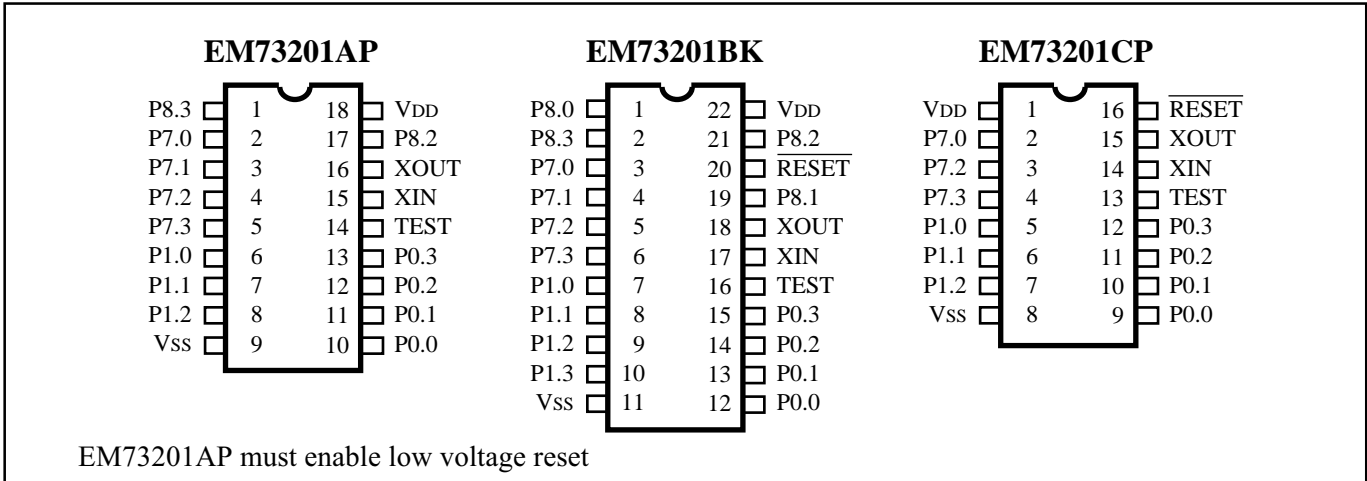 EM73201AP EM73201BK EM73201CP
P8.3 1 18 VDD
P7.0 2 17 P8.2
P7.1 3 16 XOUT
P7.2 4 15 XIN
P7.3 5 14 TEST
P1.0 6 13 P0.3
P1.1 7 12 P0.2
P1.2 8 11 P0.1
VSS 9 10 P0.0
P8.0 1 22 VDD
P8.3 2 21 P8.2
P7.0 3 20 RESET
P7.1 4 19 P8.1
P7.2 5 18 XOUT
P7.3 6 17 XIN
P1.0 7 16 TEST
P1.1 8 15 P0.3
P1.2 9 14 P0.2
P1.3 10 13 P0.1
VSS 11 12 P0.0
VDD 1 16 RESET
P7.0 2 15 XOUT
P7.2 3 14 XIN
P7.3 4 13 TEST
P1.0 5 12 P0.3
P1.1 6 11 P0.2
P1.2 7 10 P0.1
VSS 8 9 P0.0
EM73201AP must enable low voltage reset